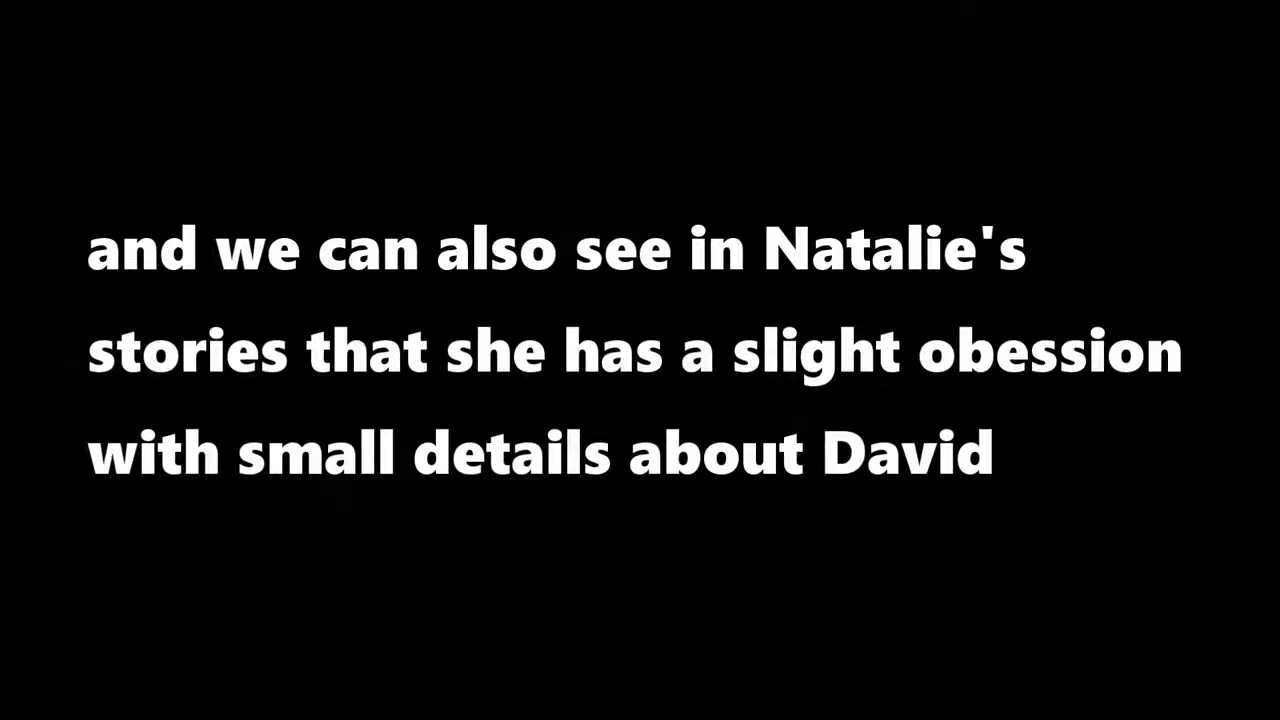 and we can also see in Natalie's
stories that she has a slight obession
with small details about David